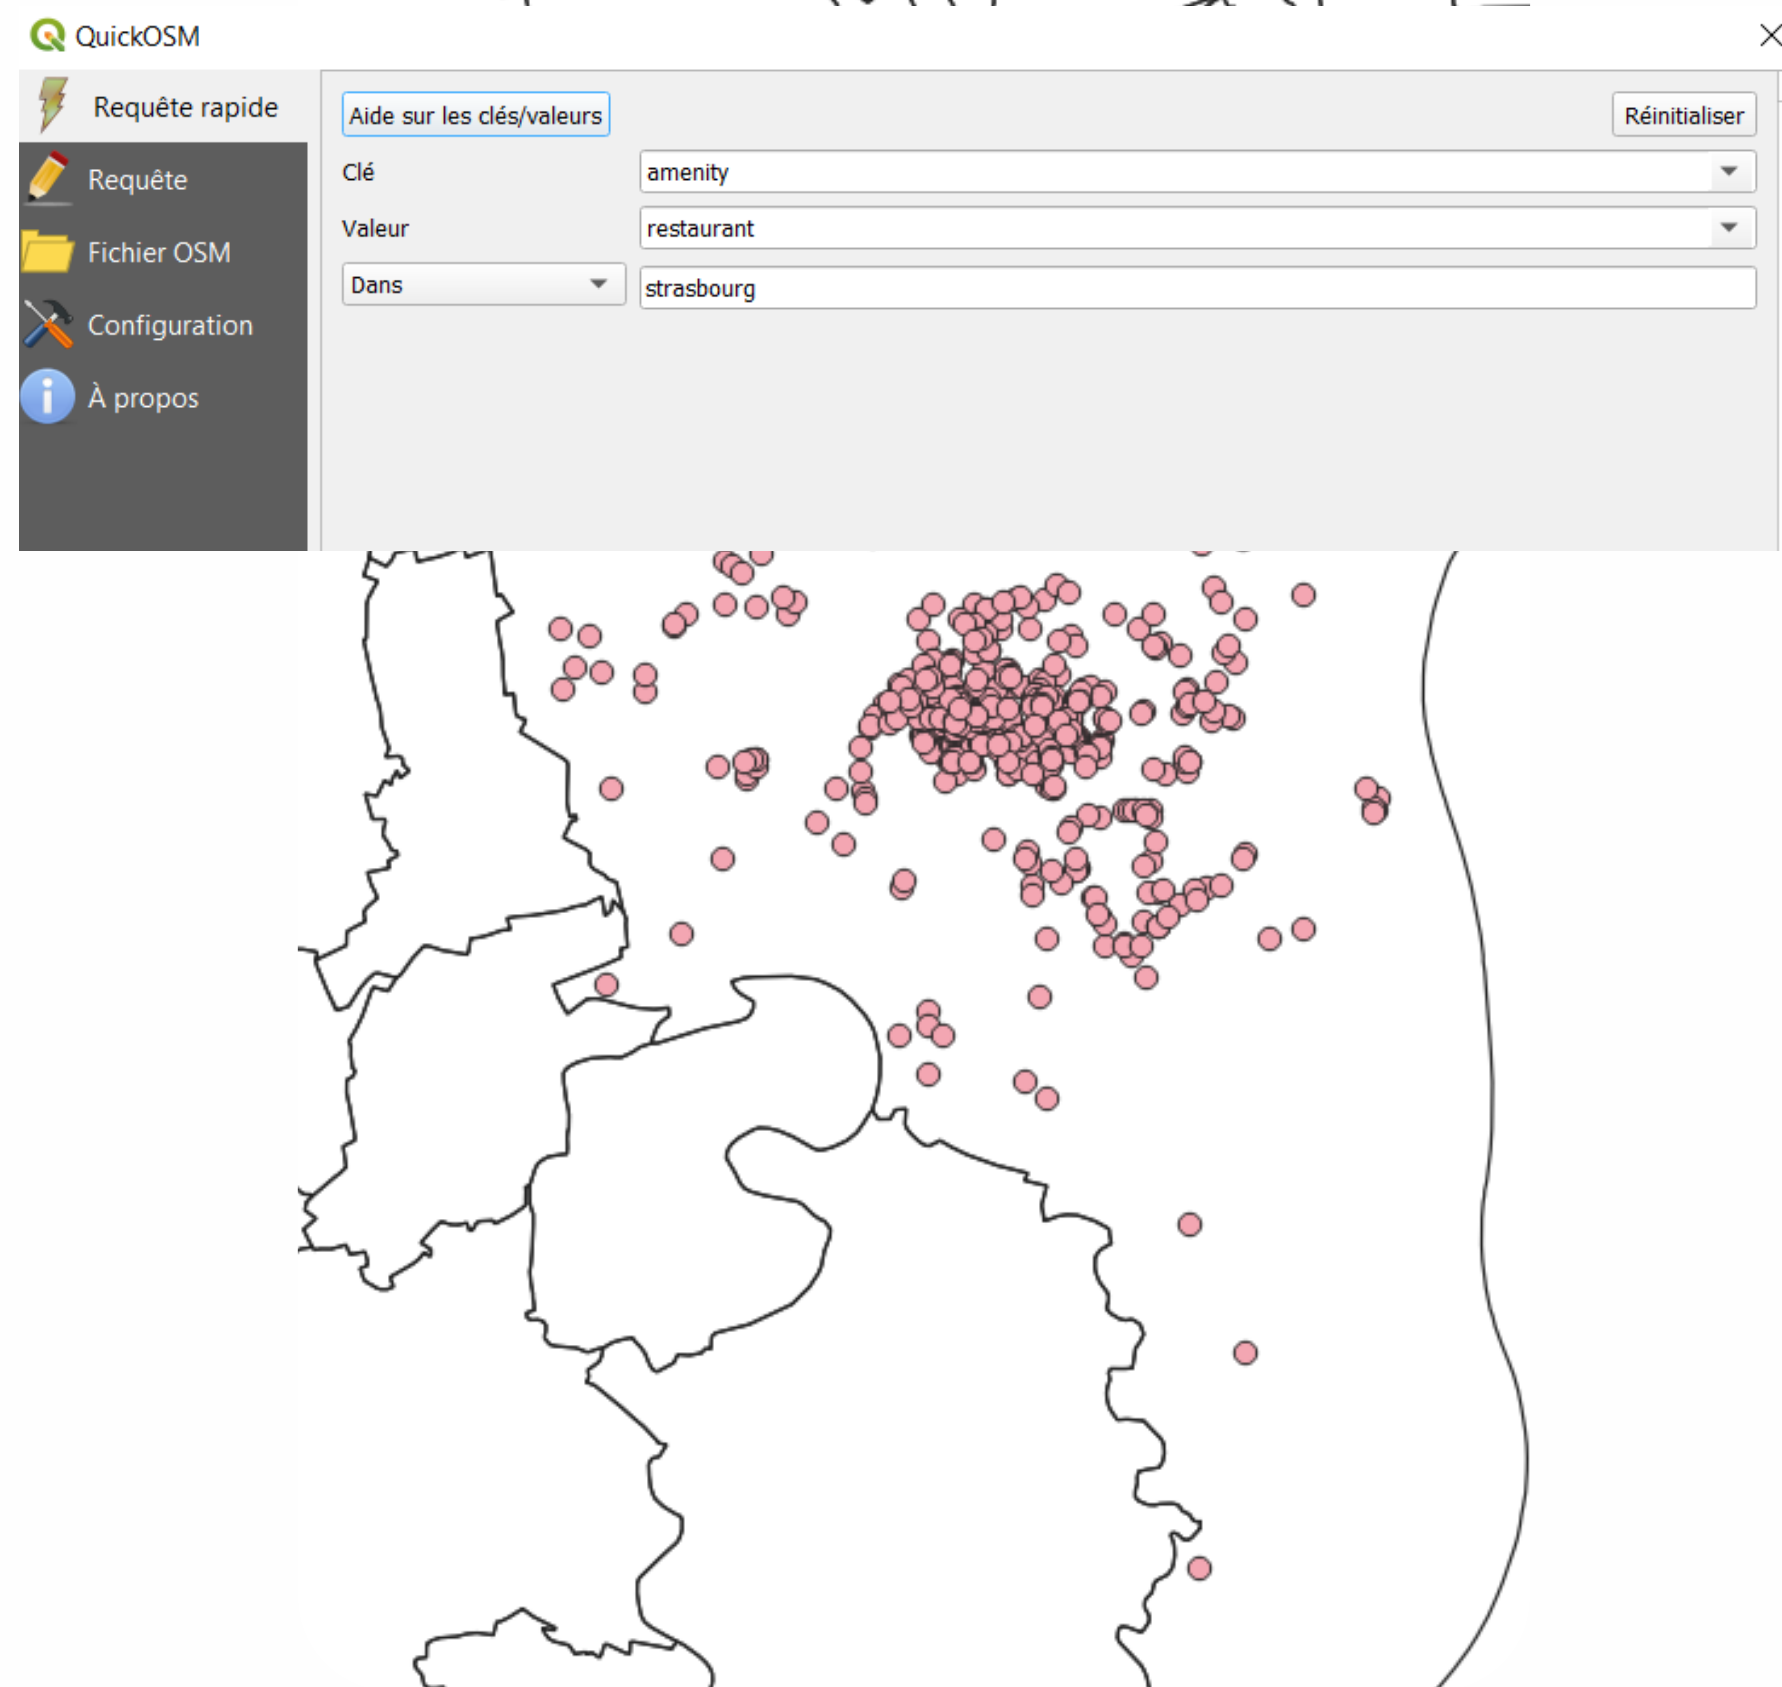 QuickOSM
Requête rapide
Requête
Fichier OSM
Configuration
À propos
Aide sur les clés/valeurs
Réinitialiser
Clé
amenity
Valeur
restaurant
Dans
strasbourg